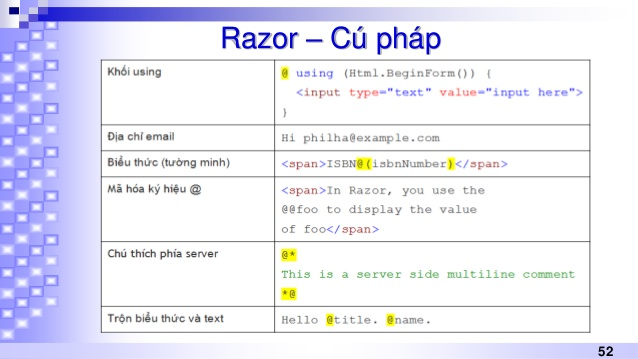 Razor – Cú pháp
Khối using
@ using (Html.BeginForm()) {
<input type="text" value="input here">
}
Địa chỉ email
Hi philha@example.com
Biểu thức (tường minh)
<span>ISBN@(isbnNumber)</span>
Mã hóa ký hiệu @
<span>In Razor, you use the
@@foo to display the value
of foo</span>
Chú thích phía server
@*
This is a server side multiline comment
*@
Trộn biểu thức và text
Hello @title. @name.
52